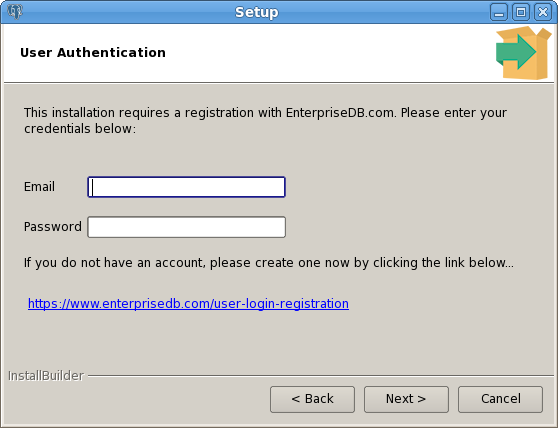 Setup
User Authentication
This installation requires a registration with EnterpriseDB.com. Please enter your
credentials below:
Email
Password
If you do not have an account, please create one now by clicking the link below...
https://www.enterprisedb.com/user-login-registration
InstallBuilder
< Back
Next >
Cancel